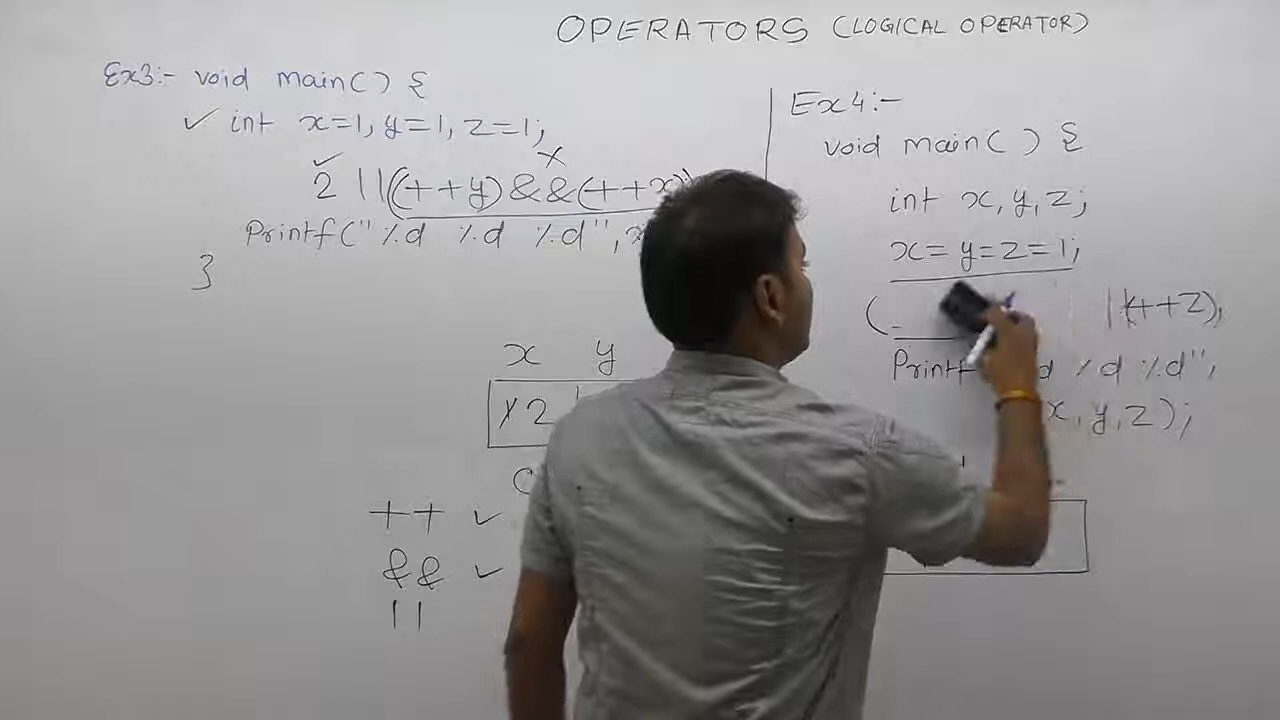 OPERATORS (LOGICAL OPERATOR)
Ex3:- void main() {
✓ int x=1, y=1, z=1;
✓ x
2 ||(++y)&&(++x)
Printf("%d %d %d",
}
x y
1 2
++ ✓
&& ✓
||
Ex4:-
void main() {
int x, y, z;
x=y=z=1;
( |(++z);
Printf %d %d",
x, y, z);